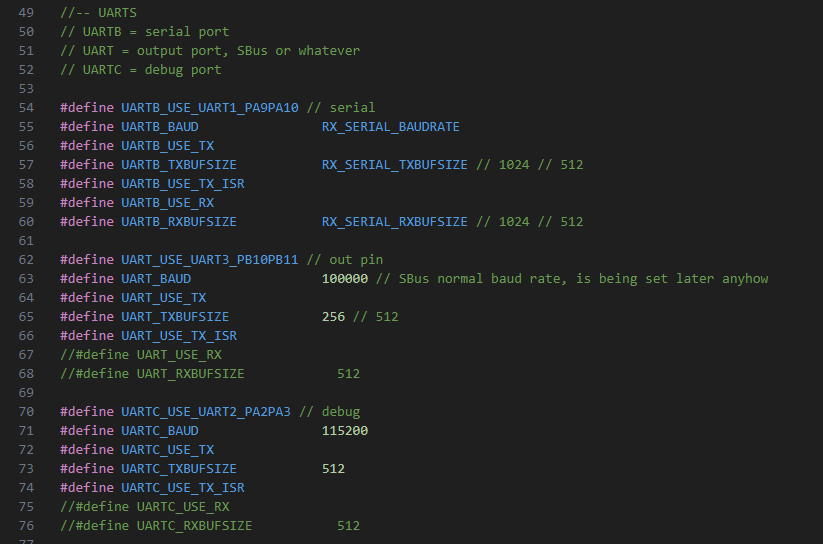 49 //-- UARTS
50 // UARTB = serial port
51 // UART = output port, SBus or whatever
52 // UARTC = debug port
53
54 #define UARTB_USE_UART1_PA9PA10 // serial
55 #define UARTB_BAUD RX_SERIAL_BAUDRATE
56 #define UARTB_USE_TX
57 #define UARTB_TXBUFSIZE RX_SERIAL_TXBUFSIZE // 1024 // 512
58 #define UARTB_USE_TX_ISR
59 #define UARTB_USE_RX
60 #define UARTB_RXBUFSIZE RX_SERIAL_RXBUFSIZE // 1024 // 512
61
62 #define UART_USE_UART3_PB10PB11 // out pin
63 #define UART_BAUD 100000 // SBus normal baud rate, is being set later anyhow
64 #define UART_USE_TX
65 #define UART_TXBUFSIZE 256 // 512
66 #define UART_USE_TX_ISR
67 //#define UART_USE_RX
68 //#define UART_RXBUFSIZE 512
69
70 #define UARTC_USE_UART2_PA2PA3 // debug
71 #define UARTC_BAUD 115200
72 #define UARTC_USE_TX
73 #define UARTC_TXBUFSIZE 512
74 #define UARTC_USE_TX_ISR
75 //#define UARTC_USE_RX
76 //#define UARTC_RXBUFSIZE 512
77